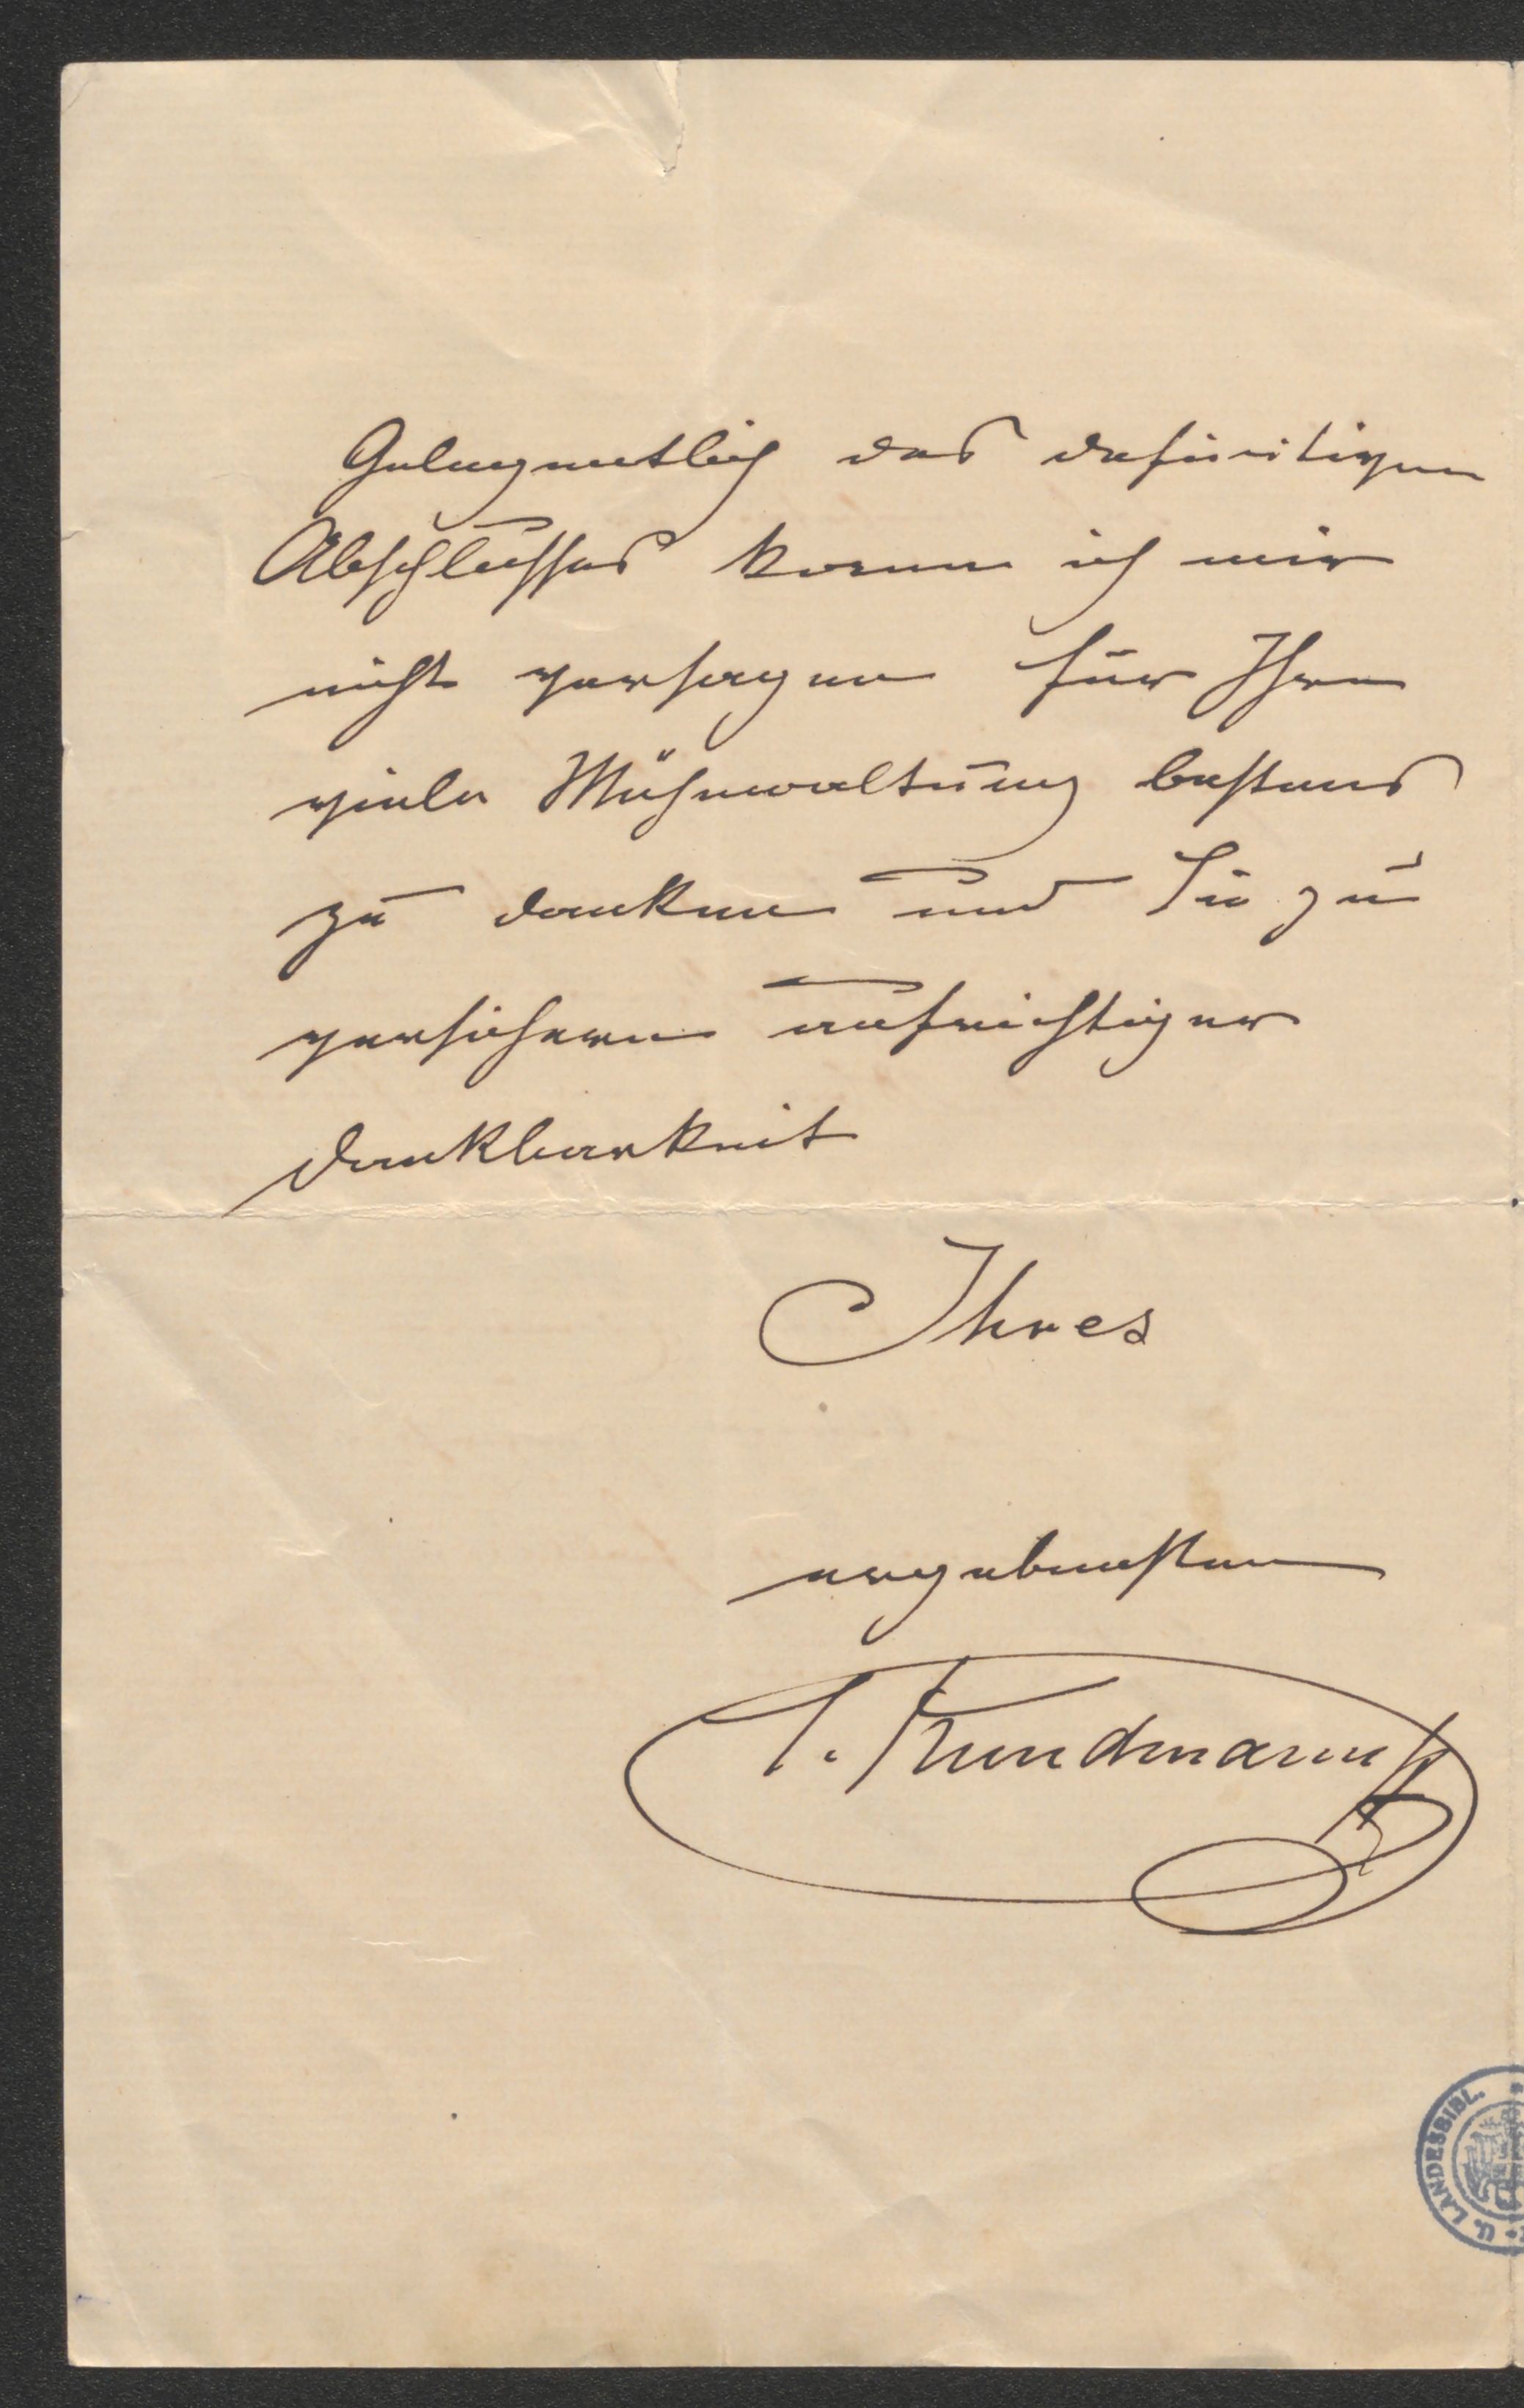 Gelegentlich des definitiven
Abschlusses kann ich mir
nicht versagen für Ihre
viele Mühewaltung bestens
zu danken und Sie zu
versichern aufrichtiger
Dankbarkeit
Ihres
ergebensten
Kundmann
U. LANDESBIBL.